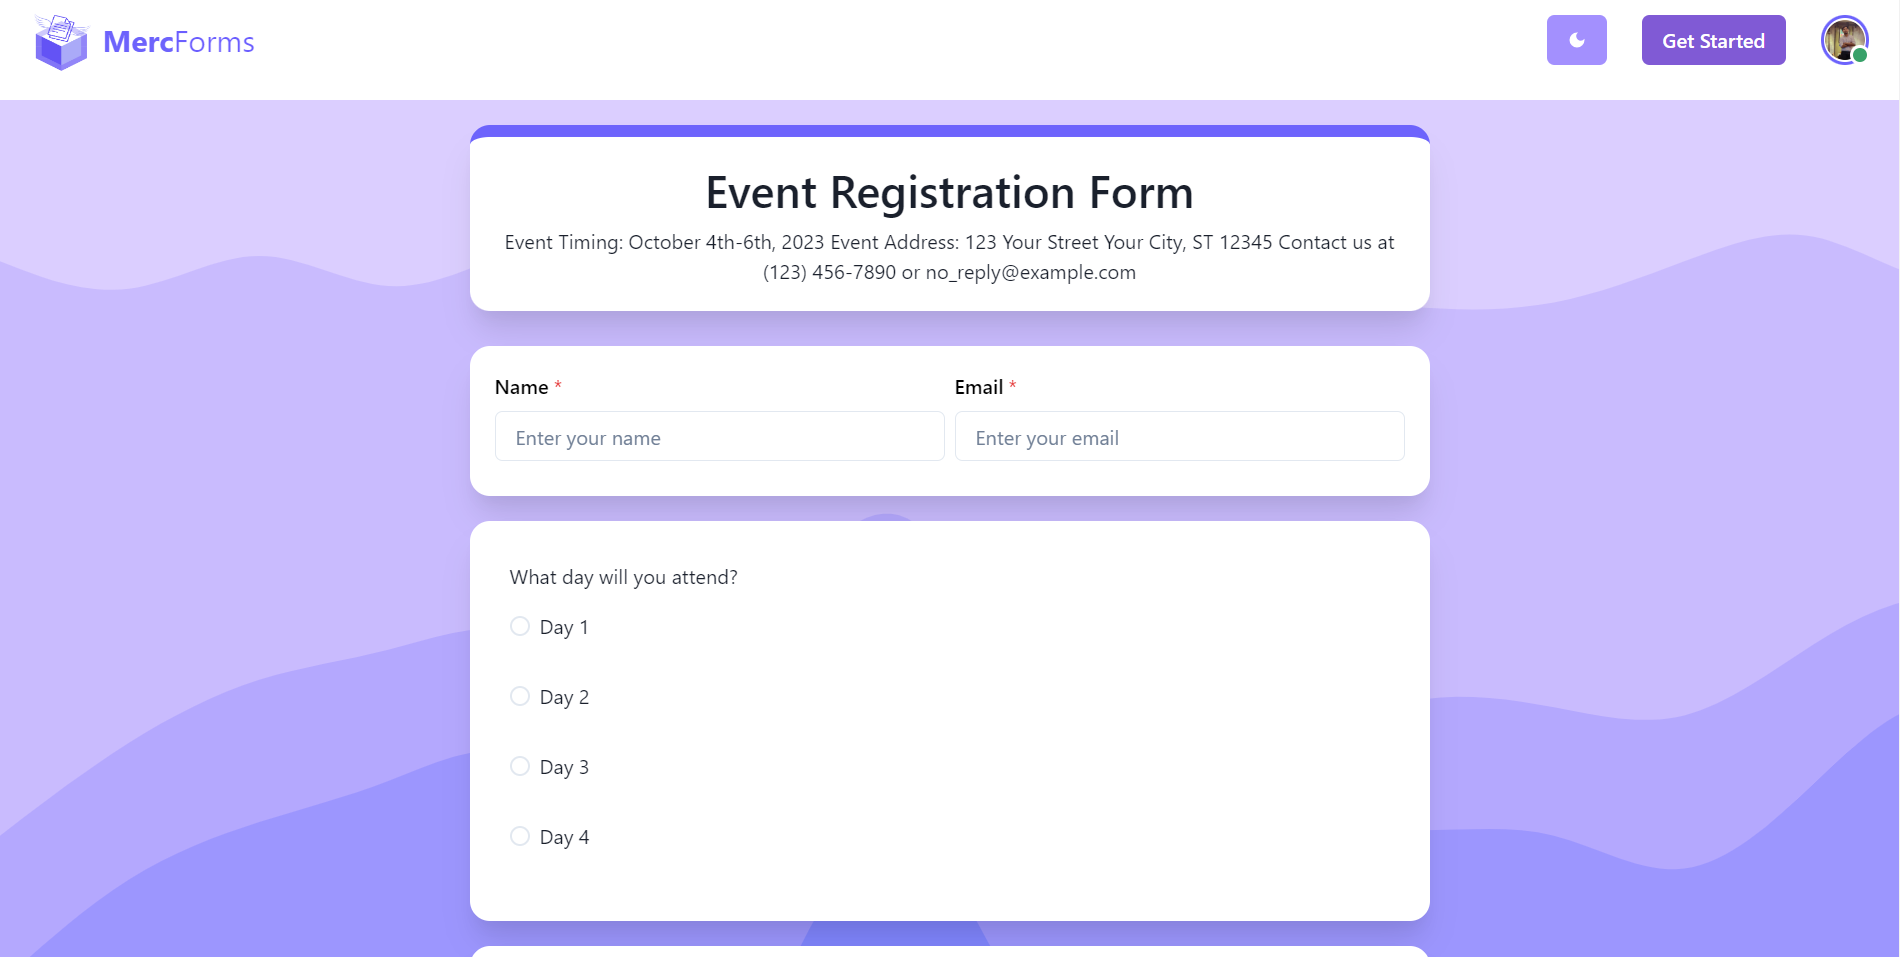 MercForms
Get Started
Event Registration Form
Event Timing: October 4th-6th, 2023 Event Address: 123 Your Street Your City, ST 12345 Contact us at
(123) 456-7890 or no_reply@example.com
Name *
Email *
Enter your name
Enter your email
What day will you attend?
Day 1
Day 2
Day 3
Day 4